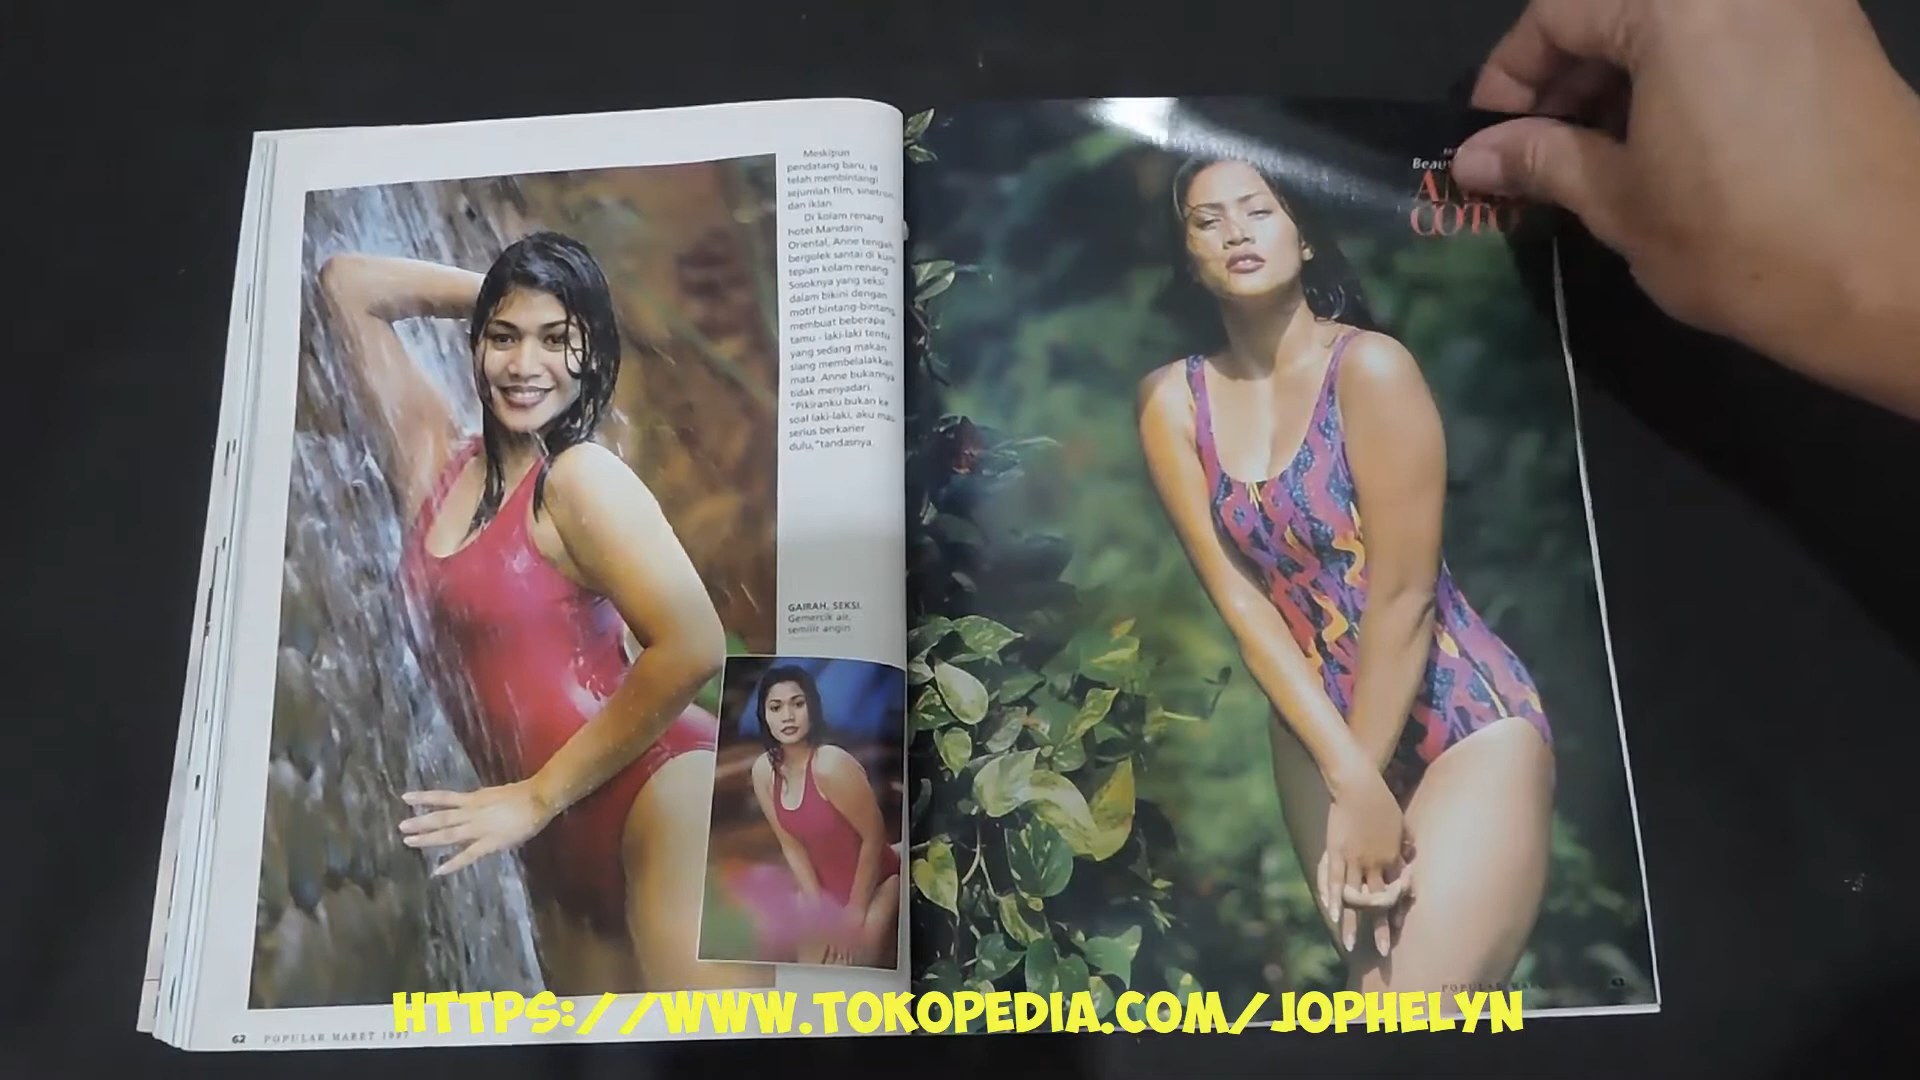 Meskipun
pendatang baru, ia
telah membintangi
sejumlah film, sinetron,
dan iklan.
Di kolam renang
hotel Mandarin
Oriental, Anne tengah
bergolek santai di
tepian kolam renang.
Sosoknya yang seksi
dalam bikini dengan
motif bintang-bintang
membuat beberapa
tamu - laki-laki tentu
yang sedang makan
siang membelalakkan
mata. Anne bukannya
tidak menyadari.
"Pikiranku bukan ke
soal laki-laki, aku mau
serius berkarier
dulu," tandasnya.
GAIRAH, SEKSI.
Gemercik air,
semilir angin
62 POPULAR MARET 1997
COTO
POPULAR
63
HTTPS://WWW.TOKOPEDIA.COM/JOPHELYN